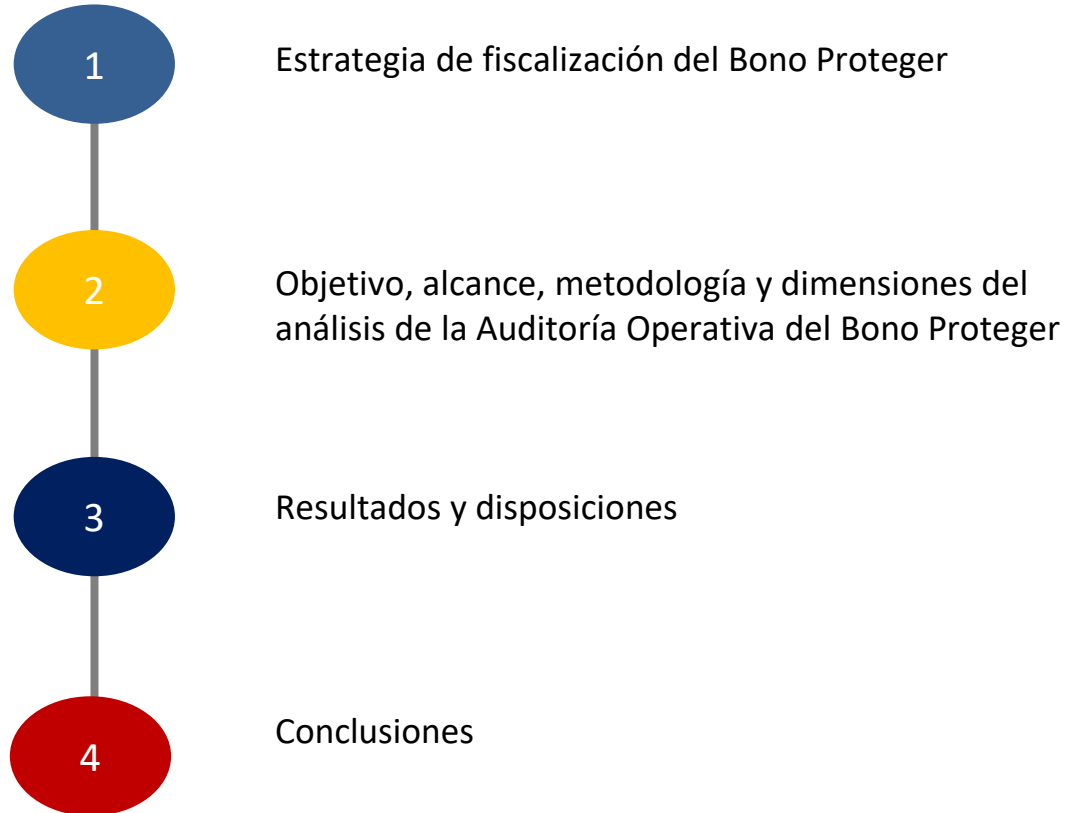 1
Estrategia de fiscalización del Bono Proteger
2
Objetivo, alcance, metodología y dimensiones del
análisis de la Auditoría Operativa del Bono Proteger
3
Resultados y disposiciones
4
Conclusiones